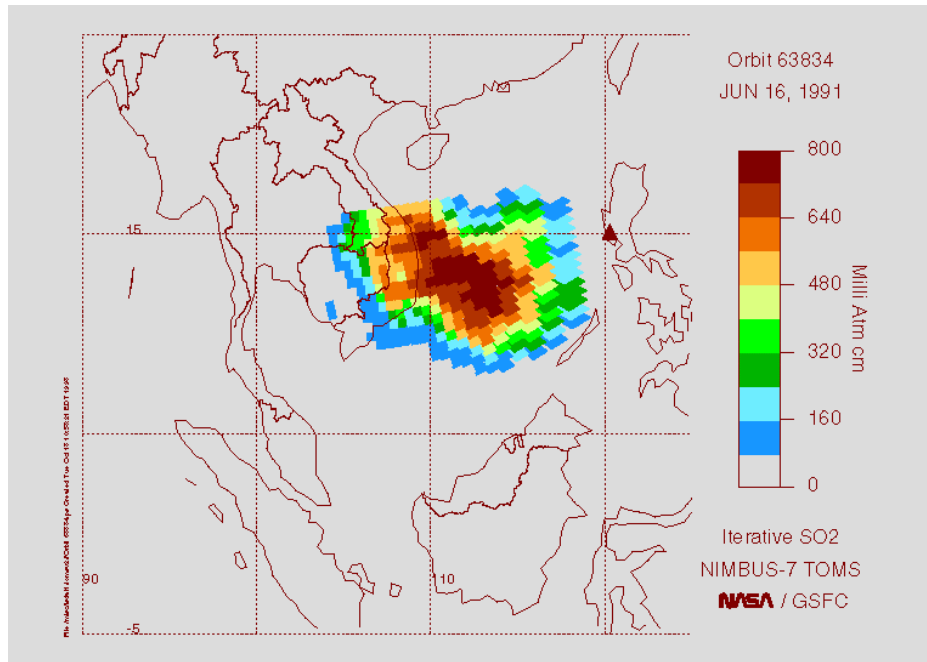 Orbit 63834
JUN 16, 1991
800
640
480
320
160
0
Milli Atm cm
15
90
110
-5
Iterative SO2
NIMBUS-7 TOMS
NASA / GSFC